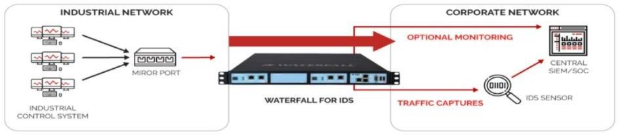 INDUSTRIAL NETWORK
CORPORATE NETWORK
OPTIONAL MONITORING
MIROR PORT
CENTRAL
SIEM/SOC
WATERFALL
WATERFALL FOR IDS
TRAFFIC CAPTURES
IDS SENSOR
INDUSTRIAL
CONTROL SYSTEM